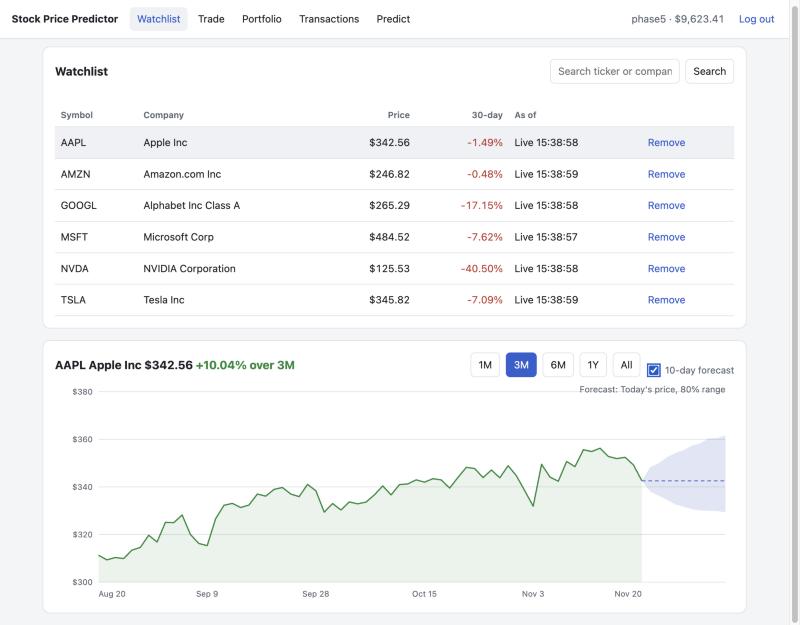 Stock Price Predictor Watchlist Trade Portfolio Transactions Predict phase5 · $9,623.41 Log out
Watchlist Search ticker or compan Search
Symbol Company Price 30-day As of
AAPL Apple Inc $342.56 -1.49% Live 15:38:58 Remove
AMZN Amazon.com Inc $246.82 -0.48% Live 15:38:59 Remove
GOOGL Alphabet Inc Class A $265.29 -17.15% Live 15:38:58 Remove
MSFT Microsoft Corp $484.52 -7.62% Live 15:38:57 Remove
NVDA NVIDIA Corporation $125.53 -40.50% Live 15:38:58 Remove
TSLA Tesla Inc $345.82 -7.09% Live 15:38:59 Remove
AAPL Apple Inc $342.56 +10.04% over 3M 1M 3M 6M 1Y All 10-day forecast
Forecast: Today's price, 80% range
$380
$360
$340
$320
$300
Aug 20 Sep 9 Sep 28 Oct 15 Nov 3 Nov 20